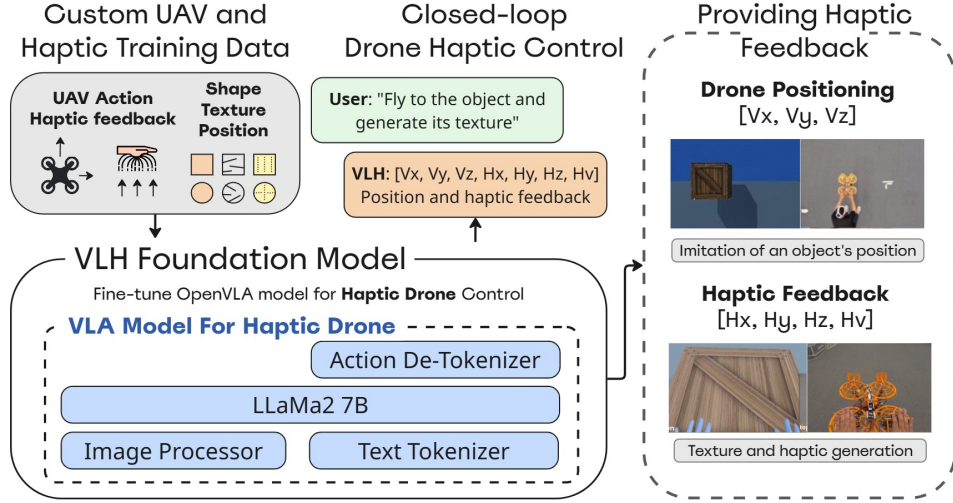 Custom UAV and
Haptic Training Data
UAV Action
Haptic feedback
Shape
Texture
Position
Closed-loop
Drone Haptic Control
User: "Fly to the object and
generate its texture"
VLH: [Vx, Vy, Vz, Hx, Hy, Hz, Hv]
Position and haptic feedback
VLH Foundation Model
Fine-tune OpenVLA model for Haptic Drone Control
VLA Model For Haptic Drone
Action De-Tokenizer
LLaMa2 7B
Image Processor
Text Tokenizer
Providing Haptic
Feedback
Drone Positioning
[Vx, Vy, Vz]
Imitation of an object's position
Haptic Feedback
[Hx, Hy, Hz, Hv]
Texture and haptic generation